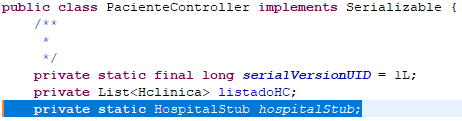 public class PacienteController implements Serializable {
/**
*
*/
private static final long serialVersionUID = 1L;
private List<Hclinica> listadoHC;
private static HospitalStub hospitalStub;